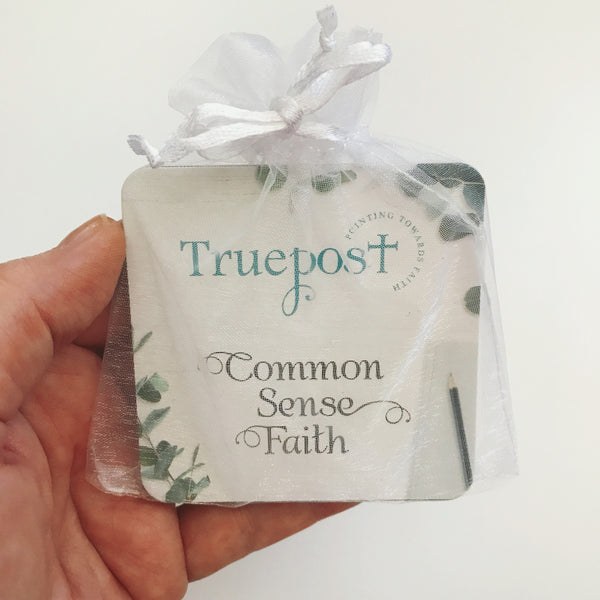 Truepost
POINTING TOWARDS FAITH
Common
Sense
Faith